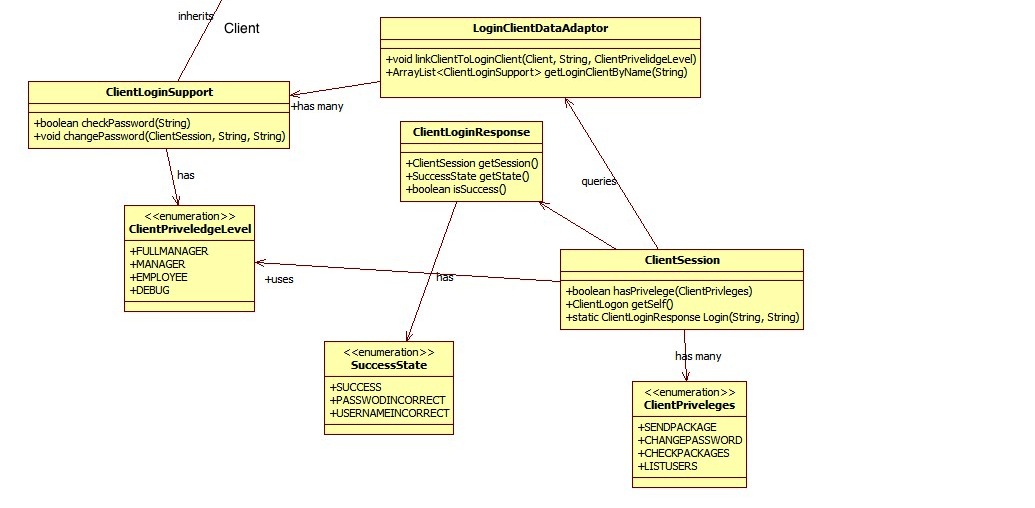 inherits
Client
LoginClientDataAdaptor
+void linkClientToLoginClient(Client, String, ClientPrivelidgeLevel)
+ArrayList<ClientLoginSupport> getLoginClientByName(String)
ClientLoginSupport
+boolean checkPassword(String)
+void changePassword(ClientSession, String, String)
+has many
ClientLoginResponse
+ClientSession getSession()
+SuccessState getState()
+boolean isSuccess()
has
queries
<<enumeration>>
ClientPriveledgeLevel
+FULLMANAGER
+MANAGER
+EMPLOYEE
+DEBUG
+uses
has
ClientSession
+boolean hasPrivelege(ClientPrivleges)
+ClientLogon getSelf()
+static ClientLoginResponse Login(String, String)
<<enumeration>>
SuccessState
+SUCCESS
+PASSWODINCORRECT
+USERNAMEINCORRECT
has many
<<enumeration>>
ClientPriveleges
+SENDPACKAGE
+CHANGEPASSWORD
+CHECKPACKAGES
+LISTUSERS